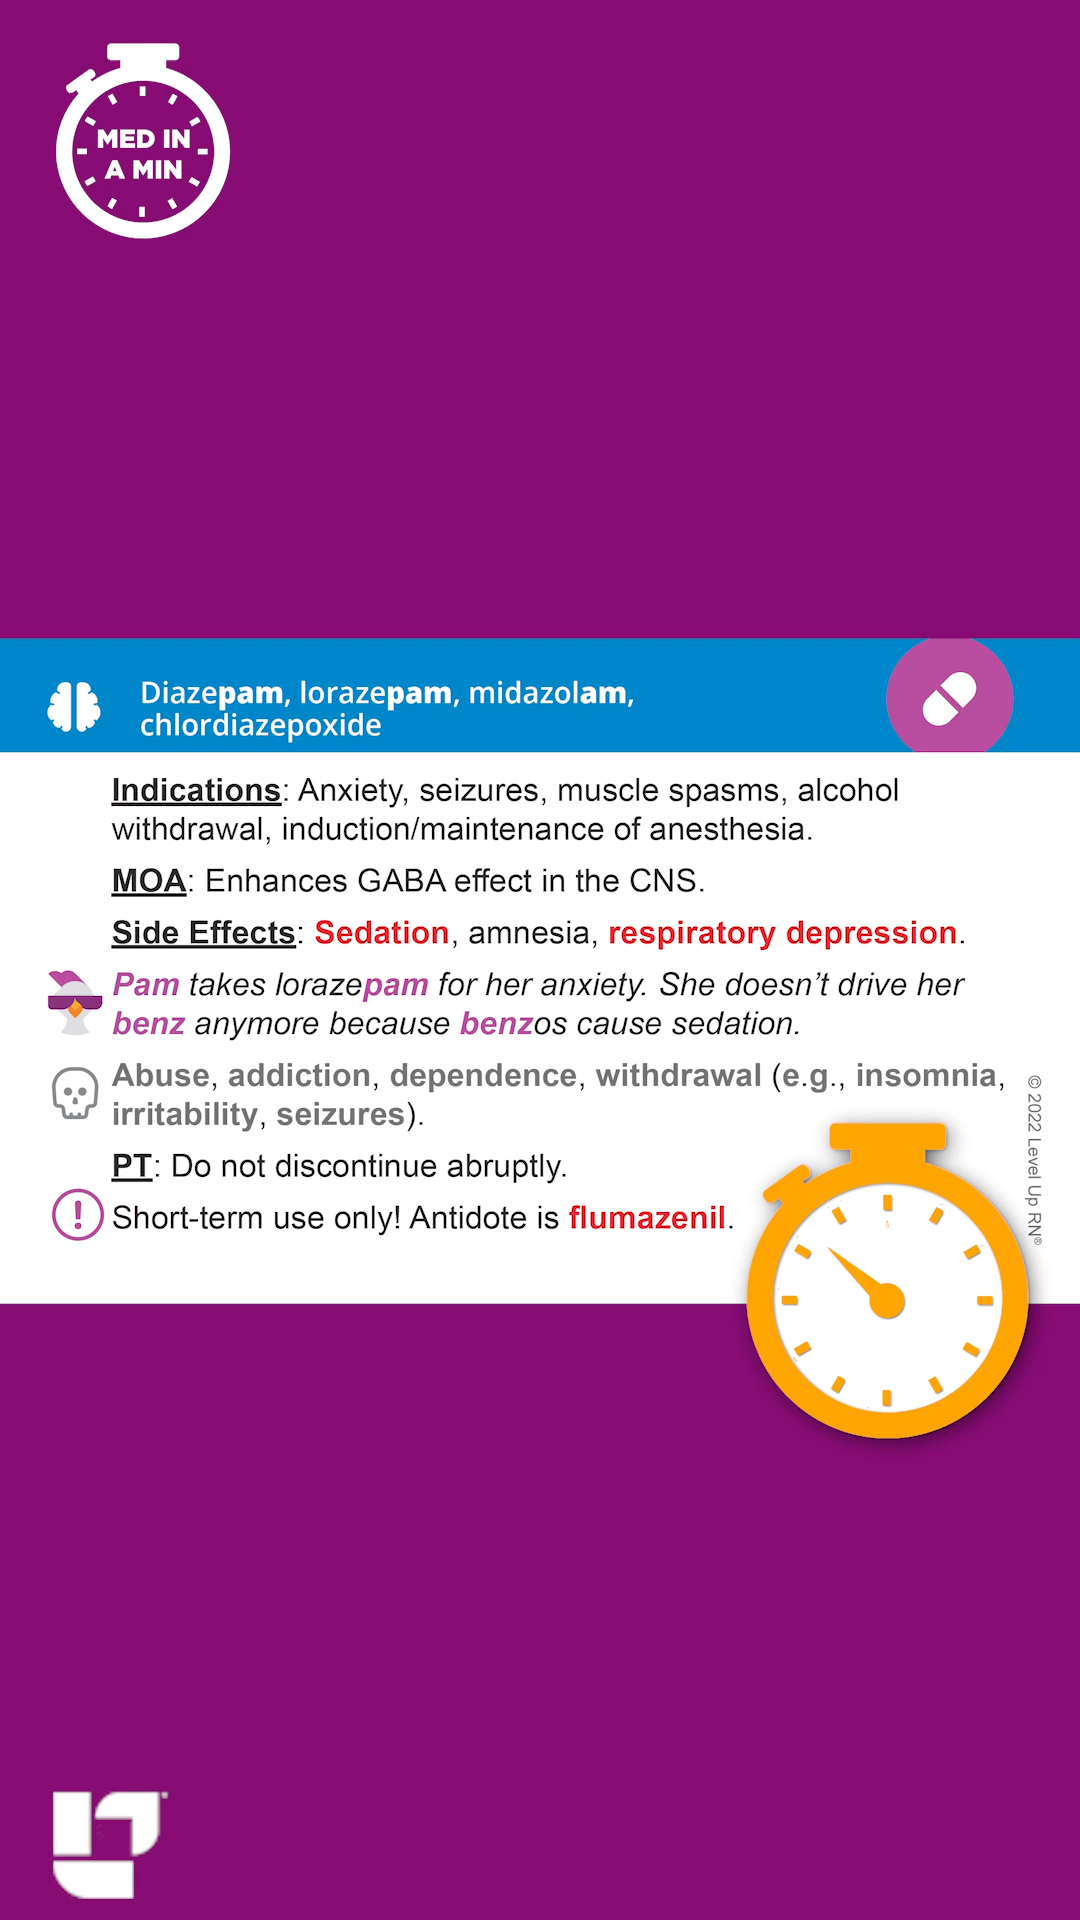 MED IN
A MIN
Diazepam, lorazepam, midazolam,
chlordiazepoxide
Indications: Anxiety, seizures, muscle spasms, alcohol
withdrawal, induction/maintenance of anesthesia.
MOA: Enhances GABA effect in the CNS.
Side Effects: Sedation, amnesia, respiratory depression.
Pam takes lorazepam for her anxiety. She doesn’t drive her
benz anymore because benzos cause sedation.
Abuse, addiction, dependence, withdrawal (e.g., insomnia,
irritability, seizures).
PT: Do not discontinue abruptly.
Short-term use only! Antidote is flumazenil.
© 2022 Level Up RN®